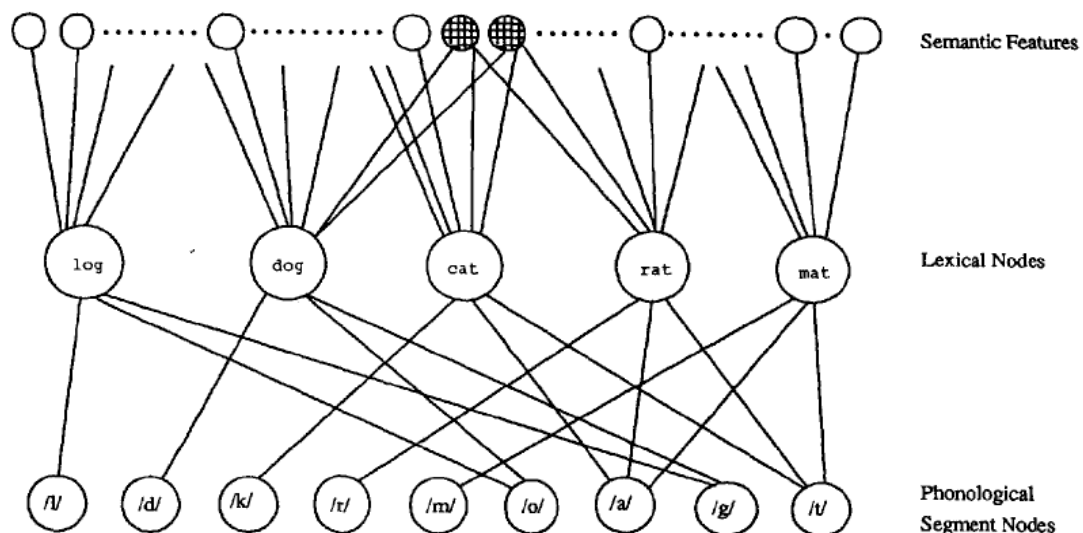 Semantic Features
log dog cat rat mat
Lexical Nodes
/l/ /d/ /k/ /r/ /m/ /o/ /a/ /g/ /t/
Phonological
Segment Nodes